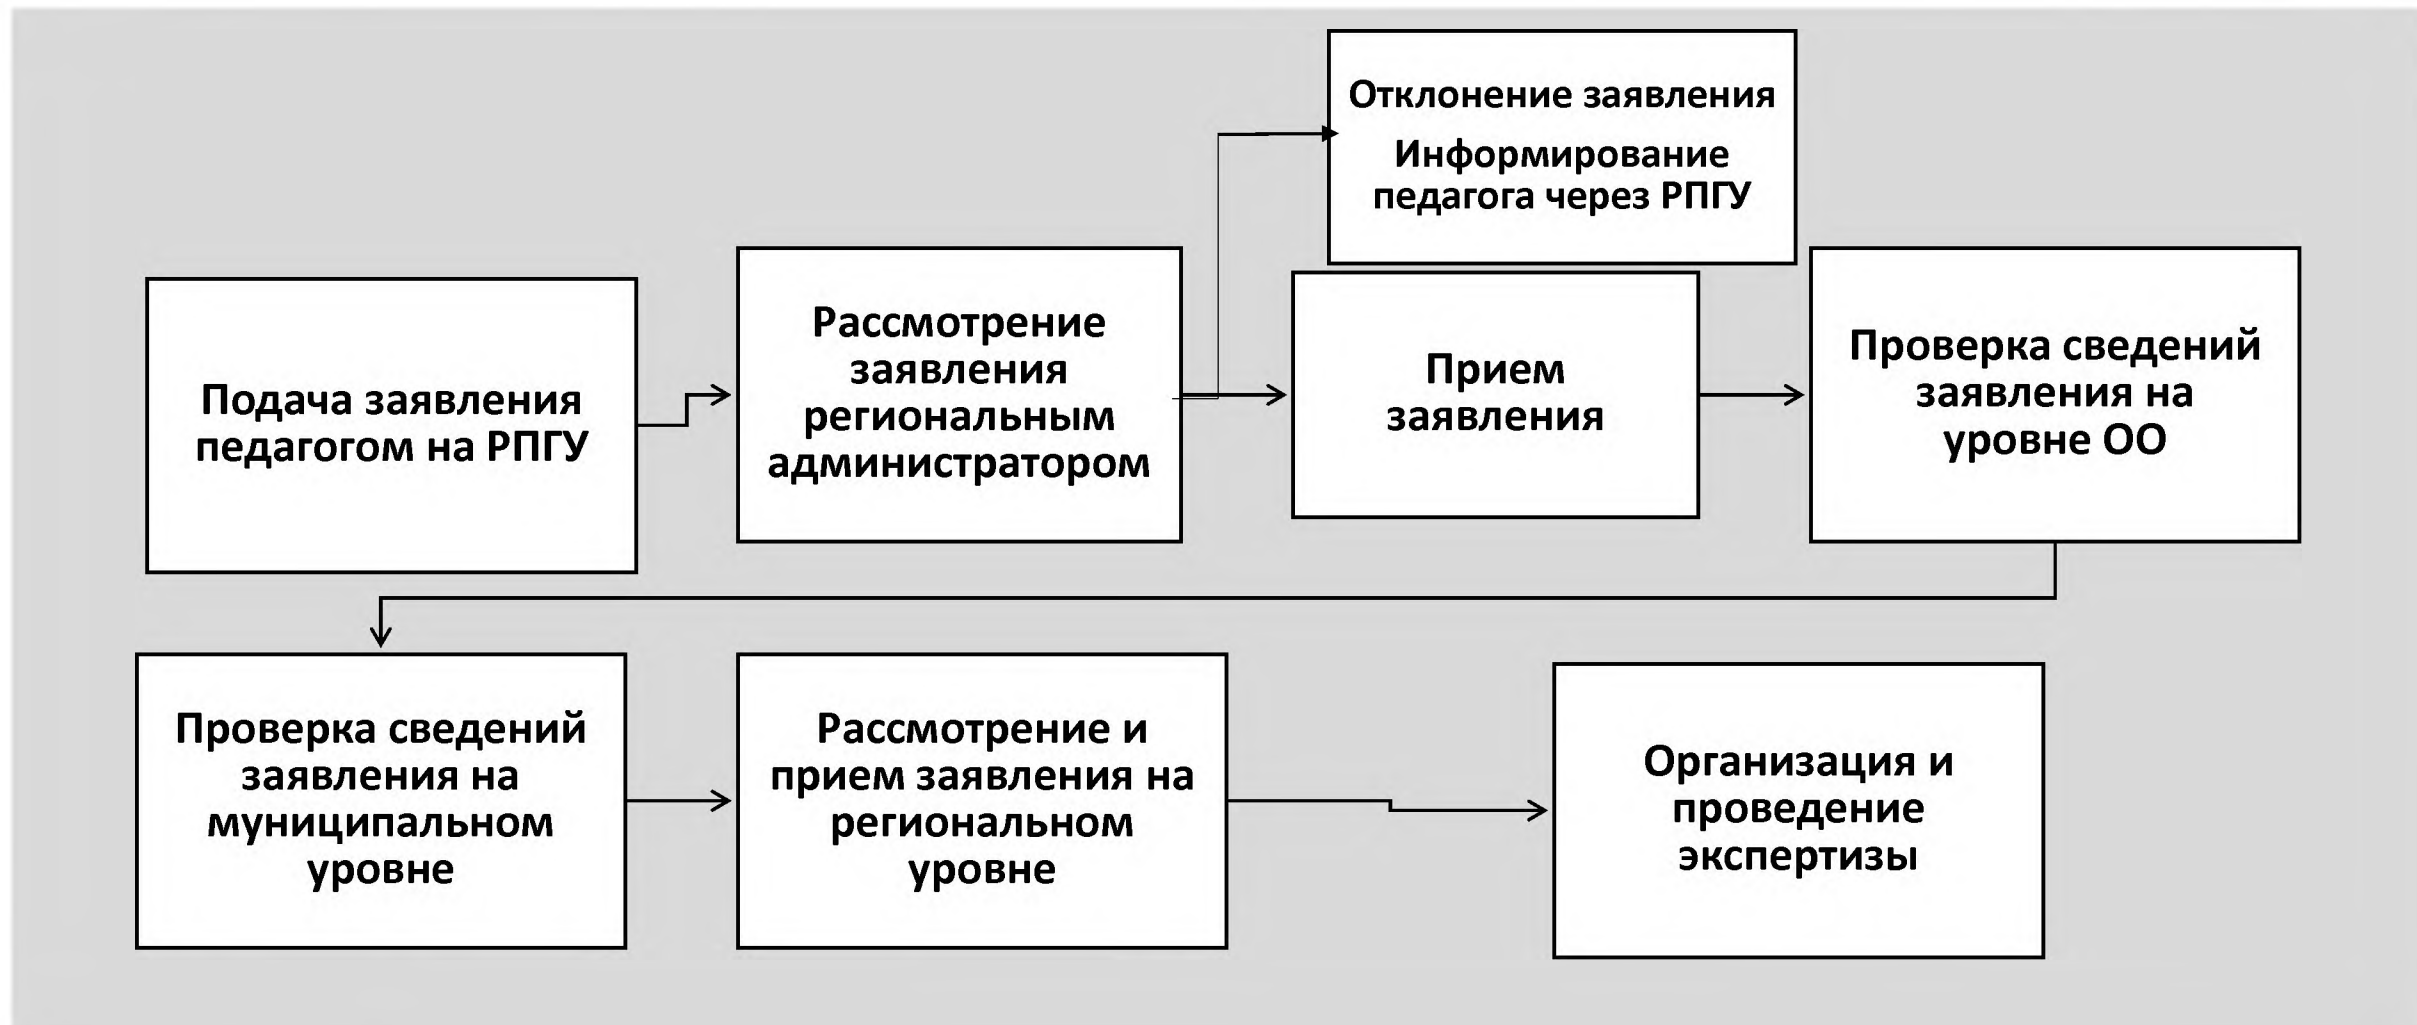 Отклонение заявления
Информирование
педагога через РПГУ
Подача заявления
педагогом на РПГУ
Рассмотрение
заявления
региональным
администратором
Прием
заявления
Проверка сведений
заявления на
уровне ОО
Проверка сведений
заявления на
муниципальном
уровне
Рассмотрение и
прием заявления на
региональном
уровне
Организация и
проведение
экспертизы